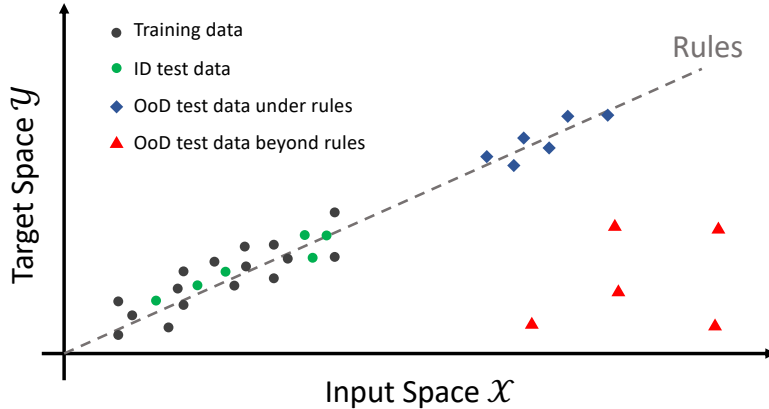 Training data
ID test data
OoD test data under rules
OoD test data beyond rules
Rules
Target Space 𝒴
Input Space 𝒳